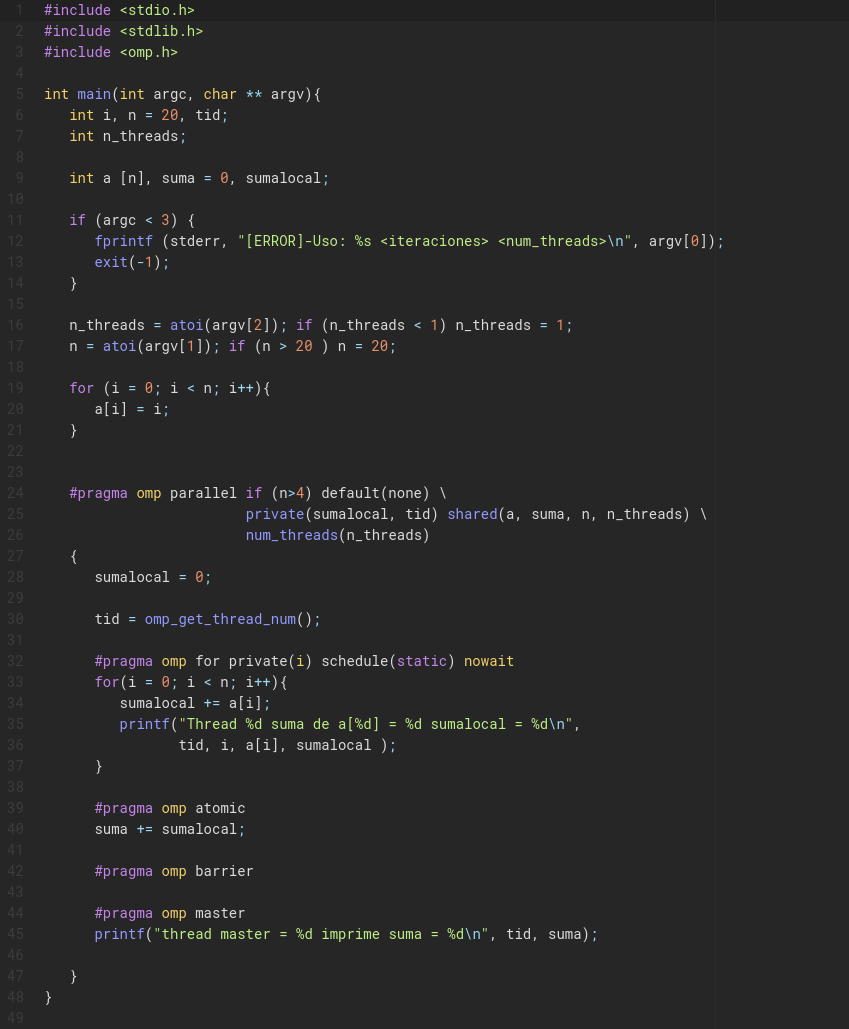 1 #include <stdio.h>
2 #include <stdlib.h>
3 #include <omp.h>
4
5 int main(int argc, char ** argv){
6    int i, n = 20, tid;
7    int n_threads;
8
9    int a [n], suma = 0, sumalocal;
10
11    if (argc < 3) {
12       fprintf (stderr, "[ERROR]-Uso: %s <iteraciones> <num_threads>\n", argv[0]);
13       exit(-1);
14    }
15
16    n_threads = atoi(argv[2]); if (n_threads < 1) n_threads = 1;
17    n = atoi(argv[1]); if (n > 20 ) n = 20;
18
19    for (i = 0; i < n; i++){
20       a[i] = i;
21    }
22
23
24    #pragma omp parallel if (n>4) default(none) \
25                         private(sumalocal, tid) shared(a, suma, n, n_threads) \
26                         num_threads(n_threads)
27    {
28       sumalocal = 0;
29
30       tid = omp_get_thread_num();
31
32       #pragma omp for private(i) schedule(static) nowait
33       for(i = 0; i < n; i++){
34          sumalocal += a[i];
35          printf("Thread %d suma de a[%d] = %d sumalocal = %d\n",
36                 tid, i, a[i], sumalocal );
37       }
38
39       #pragma omp atomic
40       suma += sumalocal;
41
42       #pragma omp barrier
43
44       #pragma omp master
45       printf("thread master = %d imprime suma = %d\n", tid, suma);
46
47    }
48 }
49